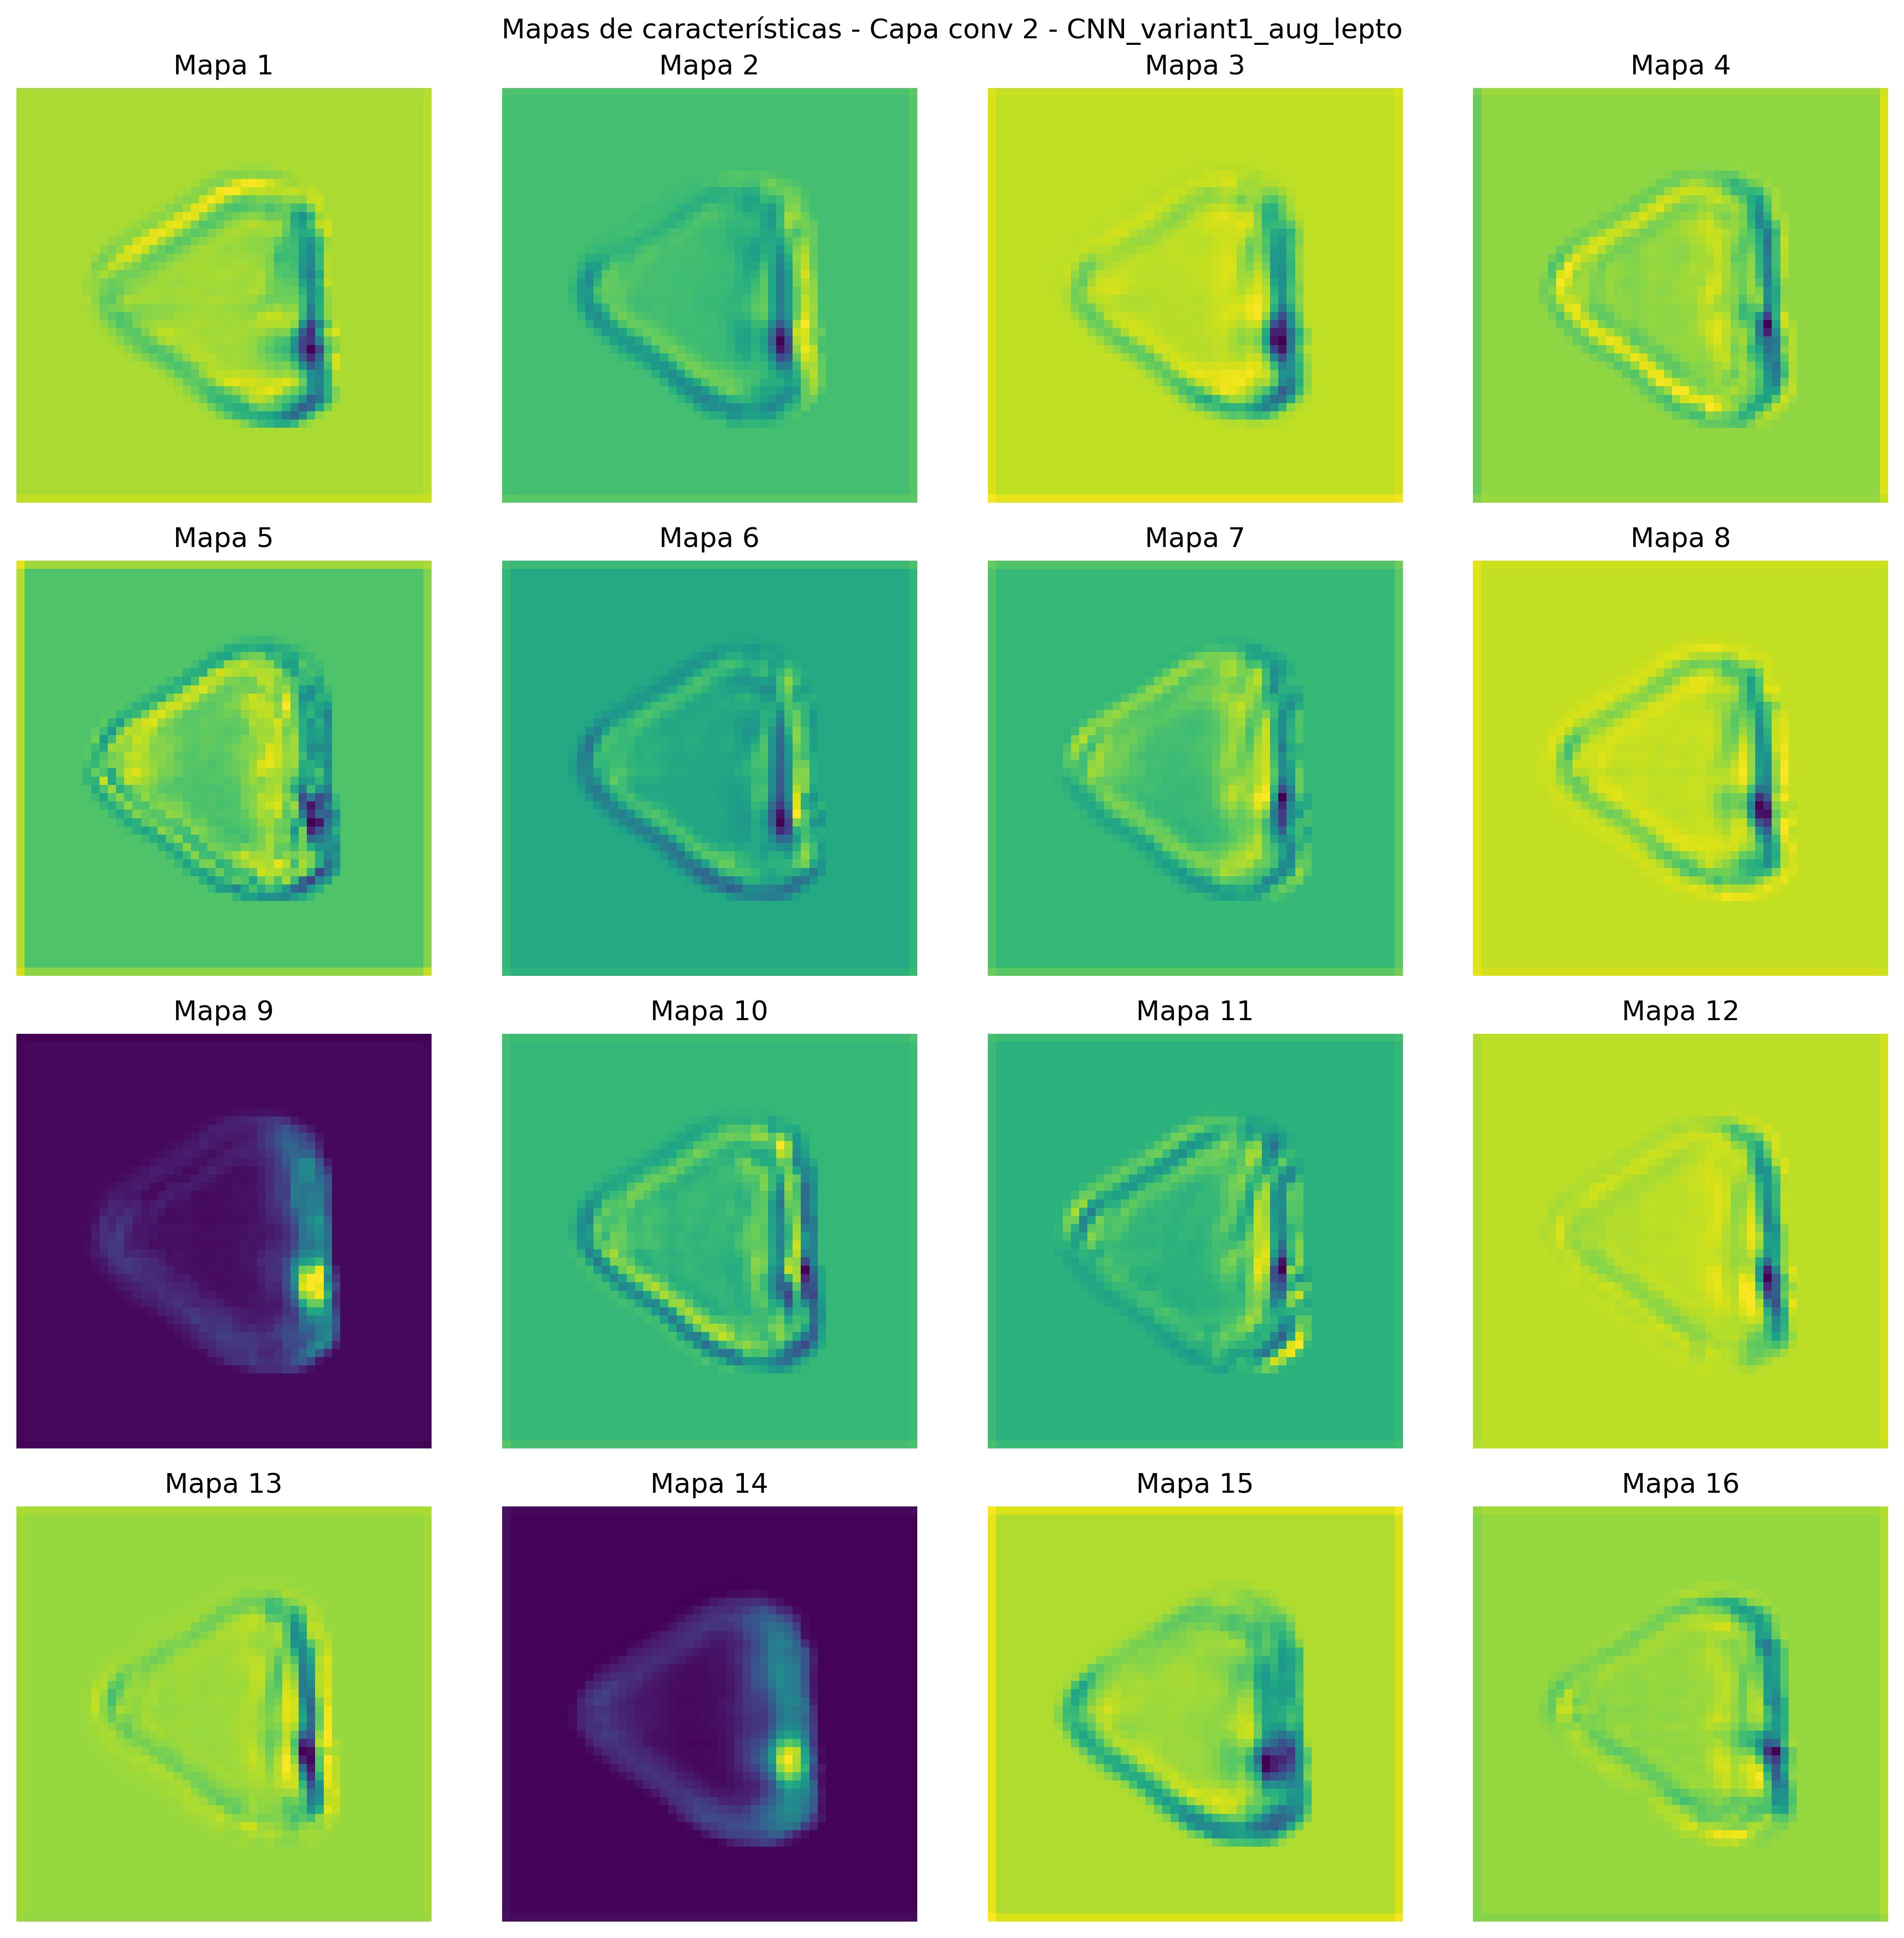 Mapas de características - Capa conv 2 - CNN_variant1_aug_lepto
Mapa 1
Mapa 2
Mapa 3
Mapa 4
Mapa 5
Mapa 6
Mapa 7
Mapa 8
Mapa 9
Mapa 10
Mapa 11
Mapa 12
Mapa 13
Mapa 14
Mapa 15
Mapa 16